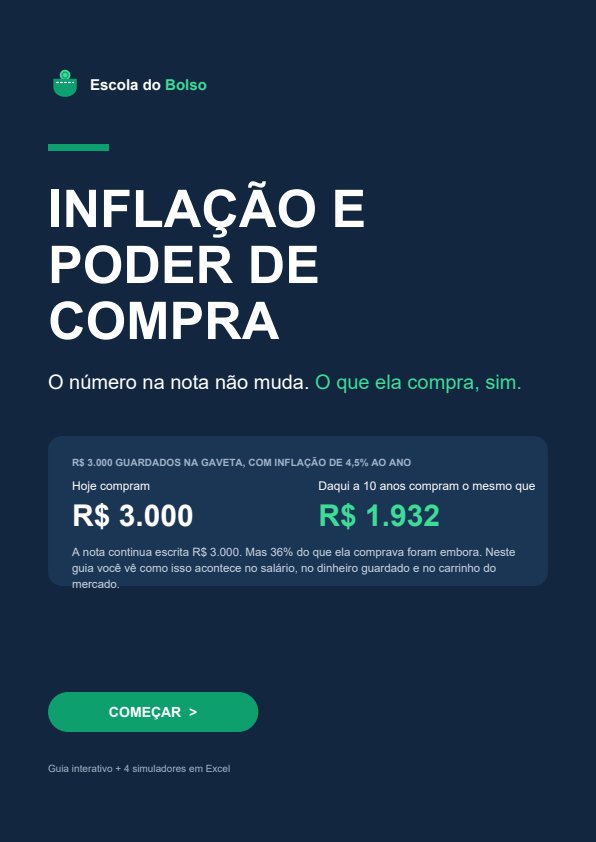 Escola do Bolso
INFLAÇÃO E
PODER DE
COMPRA
O número na nota não muda. O que ela compra, sim.
R$ 3.000 GUARDADOS NA GAVETA, COM INFLAÇÃO DE 4,5% AO ANO
Hoje compram
R$ 3.000
Daqui a 10 anos compram o mesmo que
R$ 1.932
A nota continua escrita R$ 3.000. Mas 36% do que ela comprava foram embora. Neste
guia você vê como isso acontece no salário, no dinheiro guardado e no carrinho do
mercado.
COMEÇAR >
Guia interativo + 4 simuladores em Excel